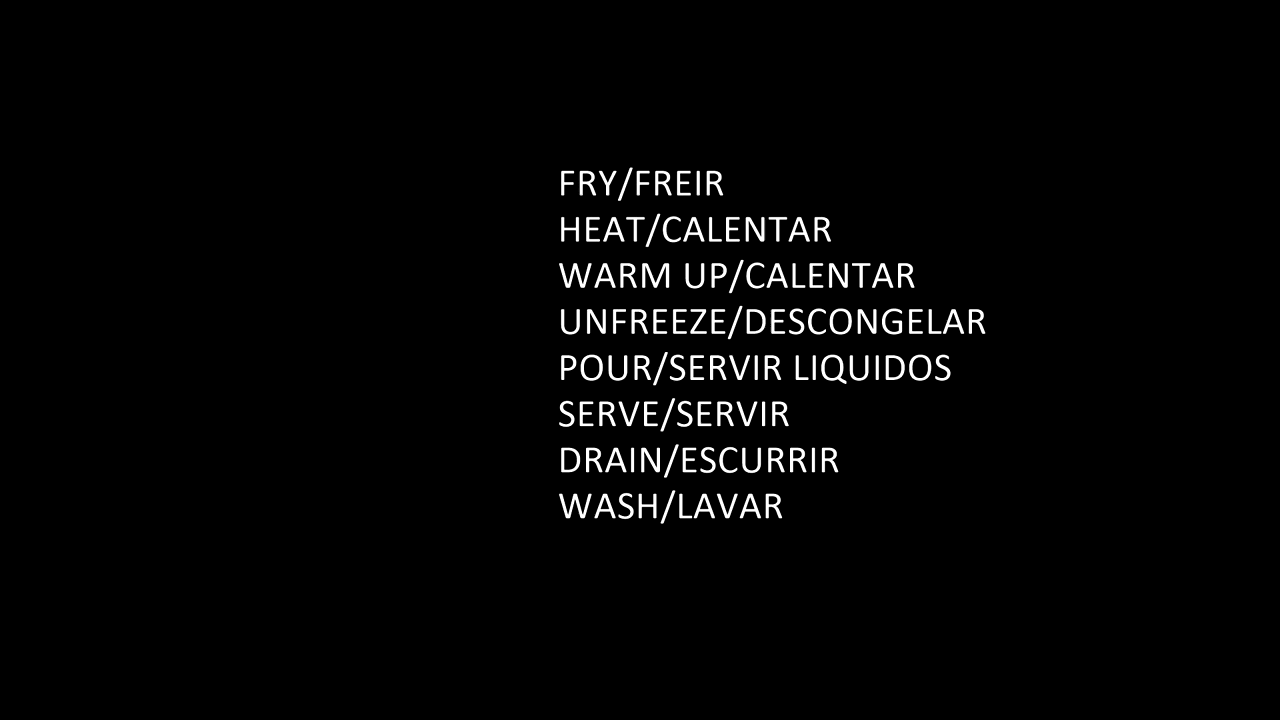 FRY/FREIR
HEAT/CALENTAR
WARM UP/CALENTAR
UNFREEZE/DESCONGELAR
POUR/SERVIR LIQUIDOS
SERVE/SERVIR
DRAIN/ESCURRIR
WASH/LAVAR